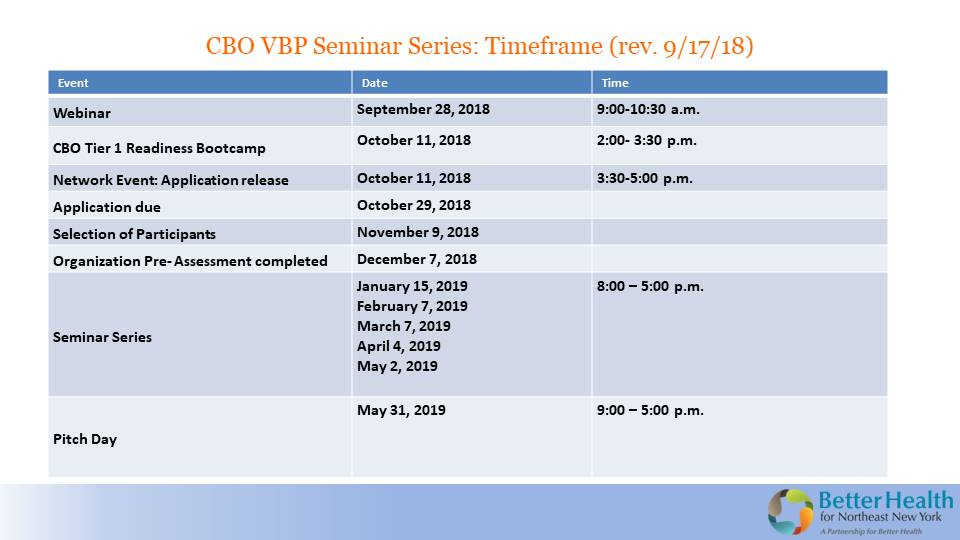 CBO VBP Seminar Series: Timeframe (rev. 9/17/18)
Event Date Time
Webinar September 28, 2018 9:00-10:30 a.m.
CBO Tier 1 Readiness Bootcamp October 11, 2018 2:00- 3:30 p.m.
Network Event: Application release October 11, 2018 3:30-5:00 p.m.
Application due October 29, 2018
Selection of Participants November 9, 2018
Organization Pre- Assessment completed December 7, 2018
Seminar Series January 15, 2019 8:00 – 5:00 p.m.
February 7, 2019
March 7, 2019
April 4, 2019
May 2, 2019
Pitch Day May 31, 2019 9:00 – 5:00 p.m.
Better Health
for Northeast New York
A Partnership for Better Health